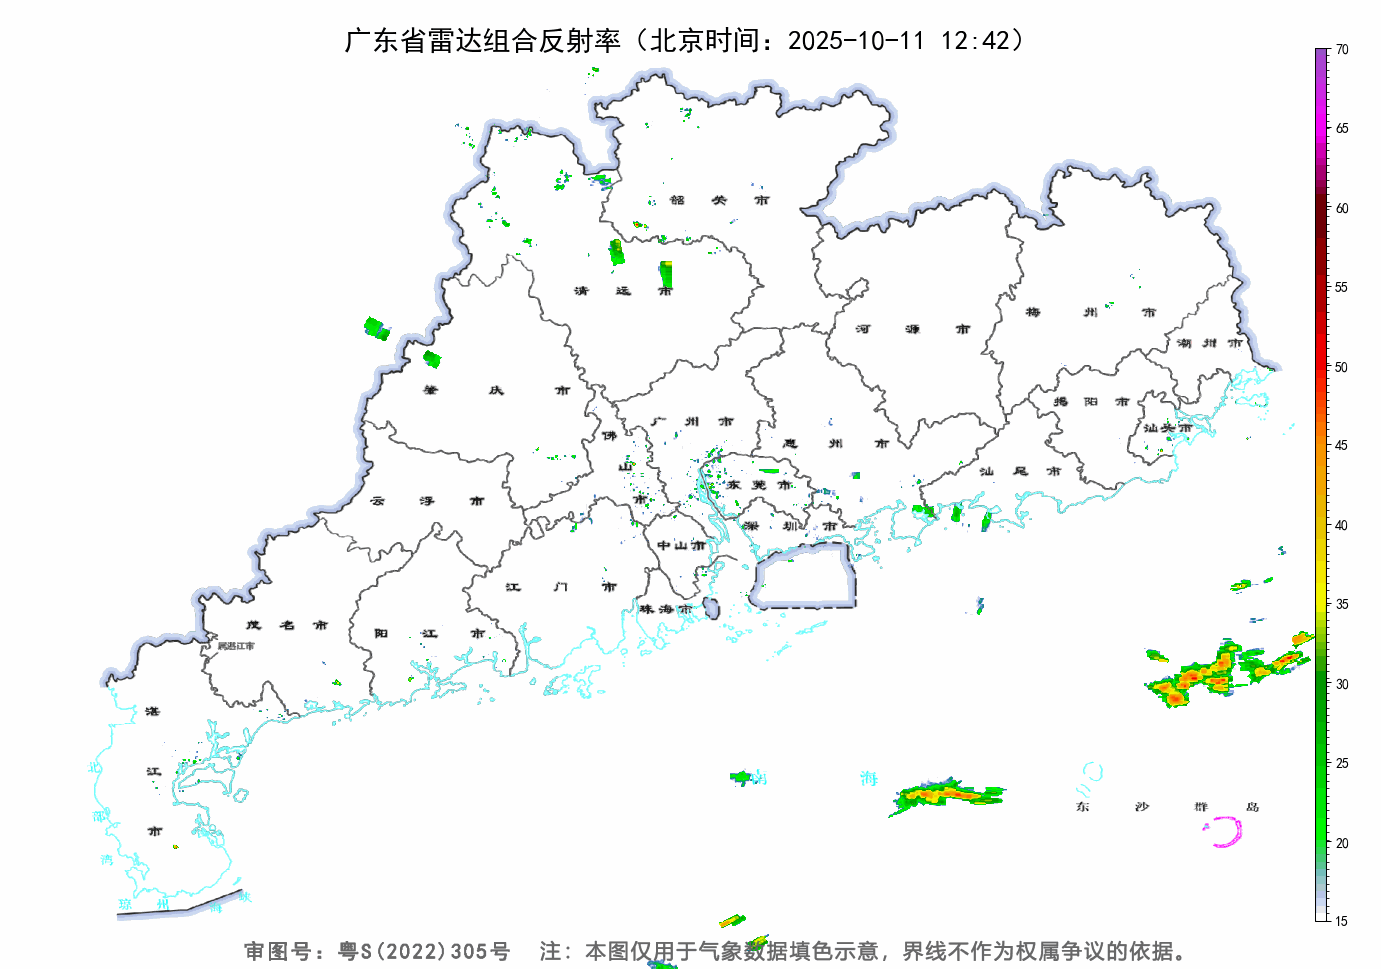 广东省雷达组合反射率（北京时间：2025-10-11 12:42）
70
65
60
55
50
45
40
35
30
25
20
15
韶关市
清远市
河源市
梅州市
潮州市
肇庆市
广州市
佛山市
惠州市
揭阳市
汕头市
汕尾市
云浮市
东莞市
深圳市
中山市
江门市
珠海市
茂名市
阳江市
属湛江市
湛江市
北部湾
琼州海峡
南海
东沙群岛
审图号：粤S(2022)305号 注：本图仅用于气象数据填色示意，界线不作为权属争议的依据。